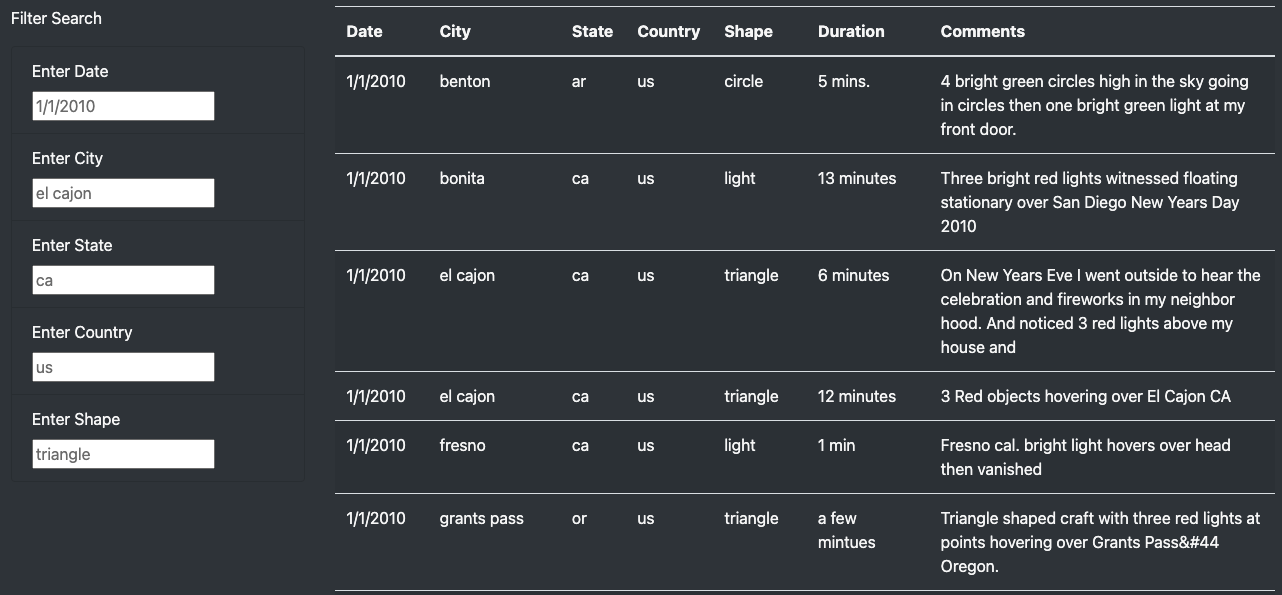 Filter Search
Enter Date
1/1/2010
Enter City
el cajon
Enter State
ca
Enter Country
us
Enter Shape
triangle
Date City State Country Shape Duration Comments
1/1/2010 benton ar us circle 5 mins. 4 bright green circles high in the sky going
in circles then one bright green light at my
front door.
1/1/2010 bonita ca us light 13 minutes Three bright red lights witnessed floating
stationary over San Diego New Years Day
2010
1/1/2010 el cajon ca us triangle 6 minutes On New Years Eve I went outside to hear the
celebration and fireworks in my neighbor
hood. And noticed 3 red lights above my
house and
1/1/2010 el cajon ca us triangle 12 minutes 3 Red objects hovering over El Cajon CA
1/1/2010 fresno ca us light 1 min Fresno cal. bright light hovers over head
then vanished
1/1/2010 grants pass or us triangle a few Triangle shaped craft with three red lights at
mintues points hovering over Grants Pass&#44
Oregon.